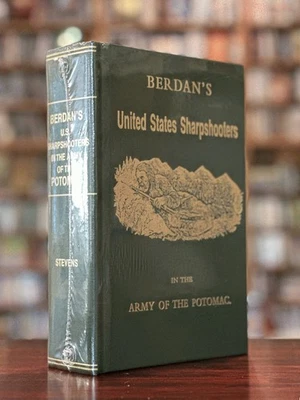 BERDAN'S
United States Sharpshooters
IN THE
ARMY OF THE POTOMAC.
BERDAN'S
U.S.
SHARPSHOOTERS
IN THE ARMY
OF THE
POTOMAC
STEVENS